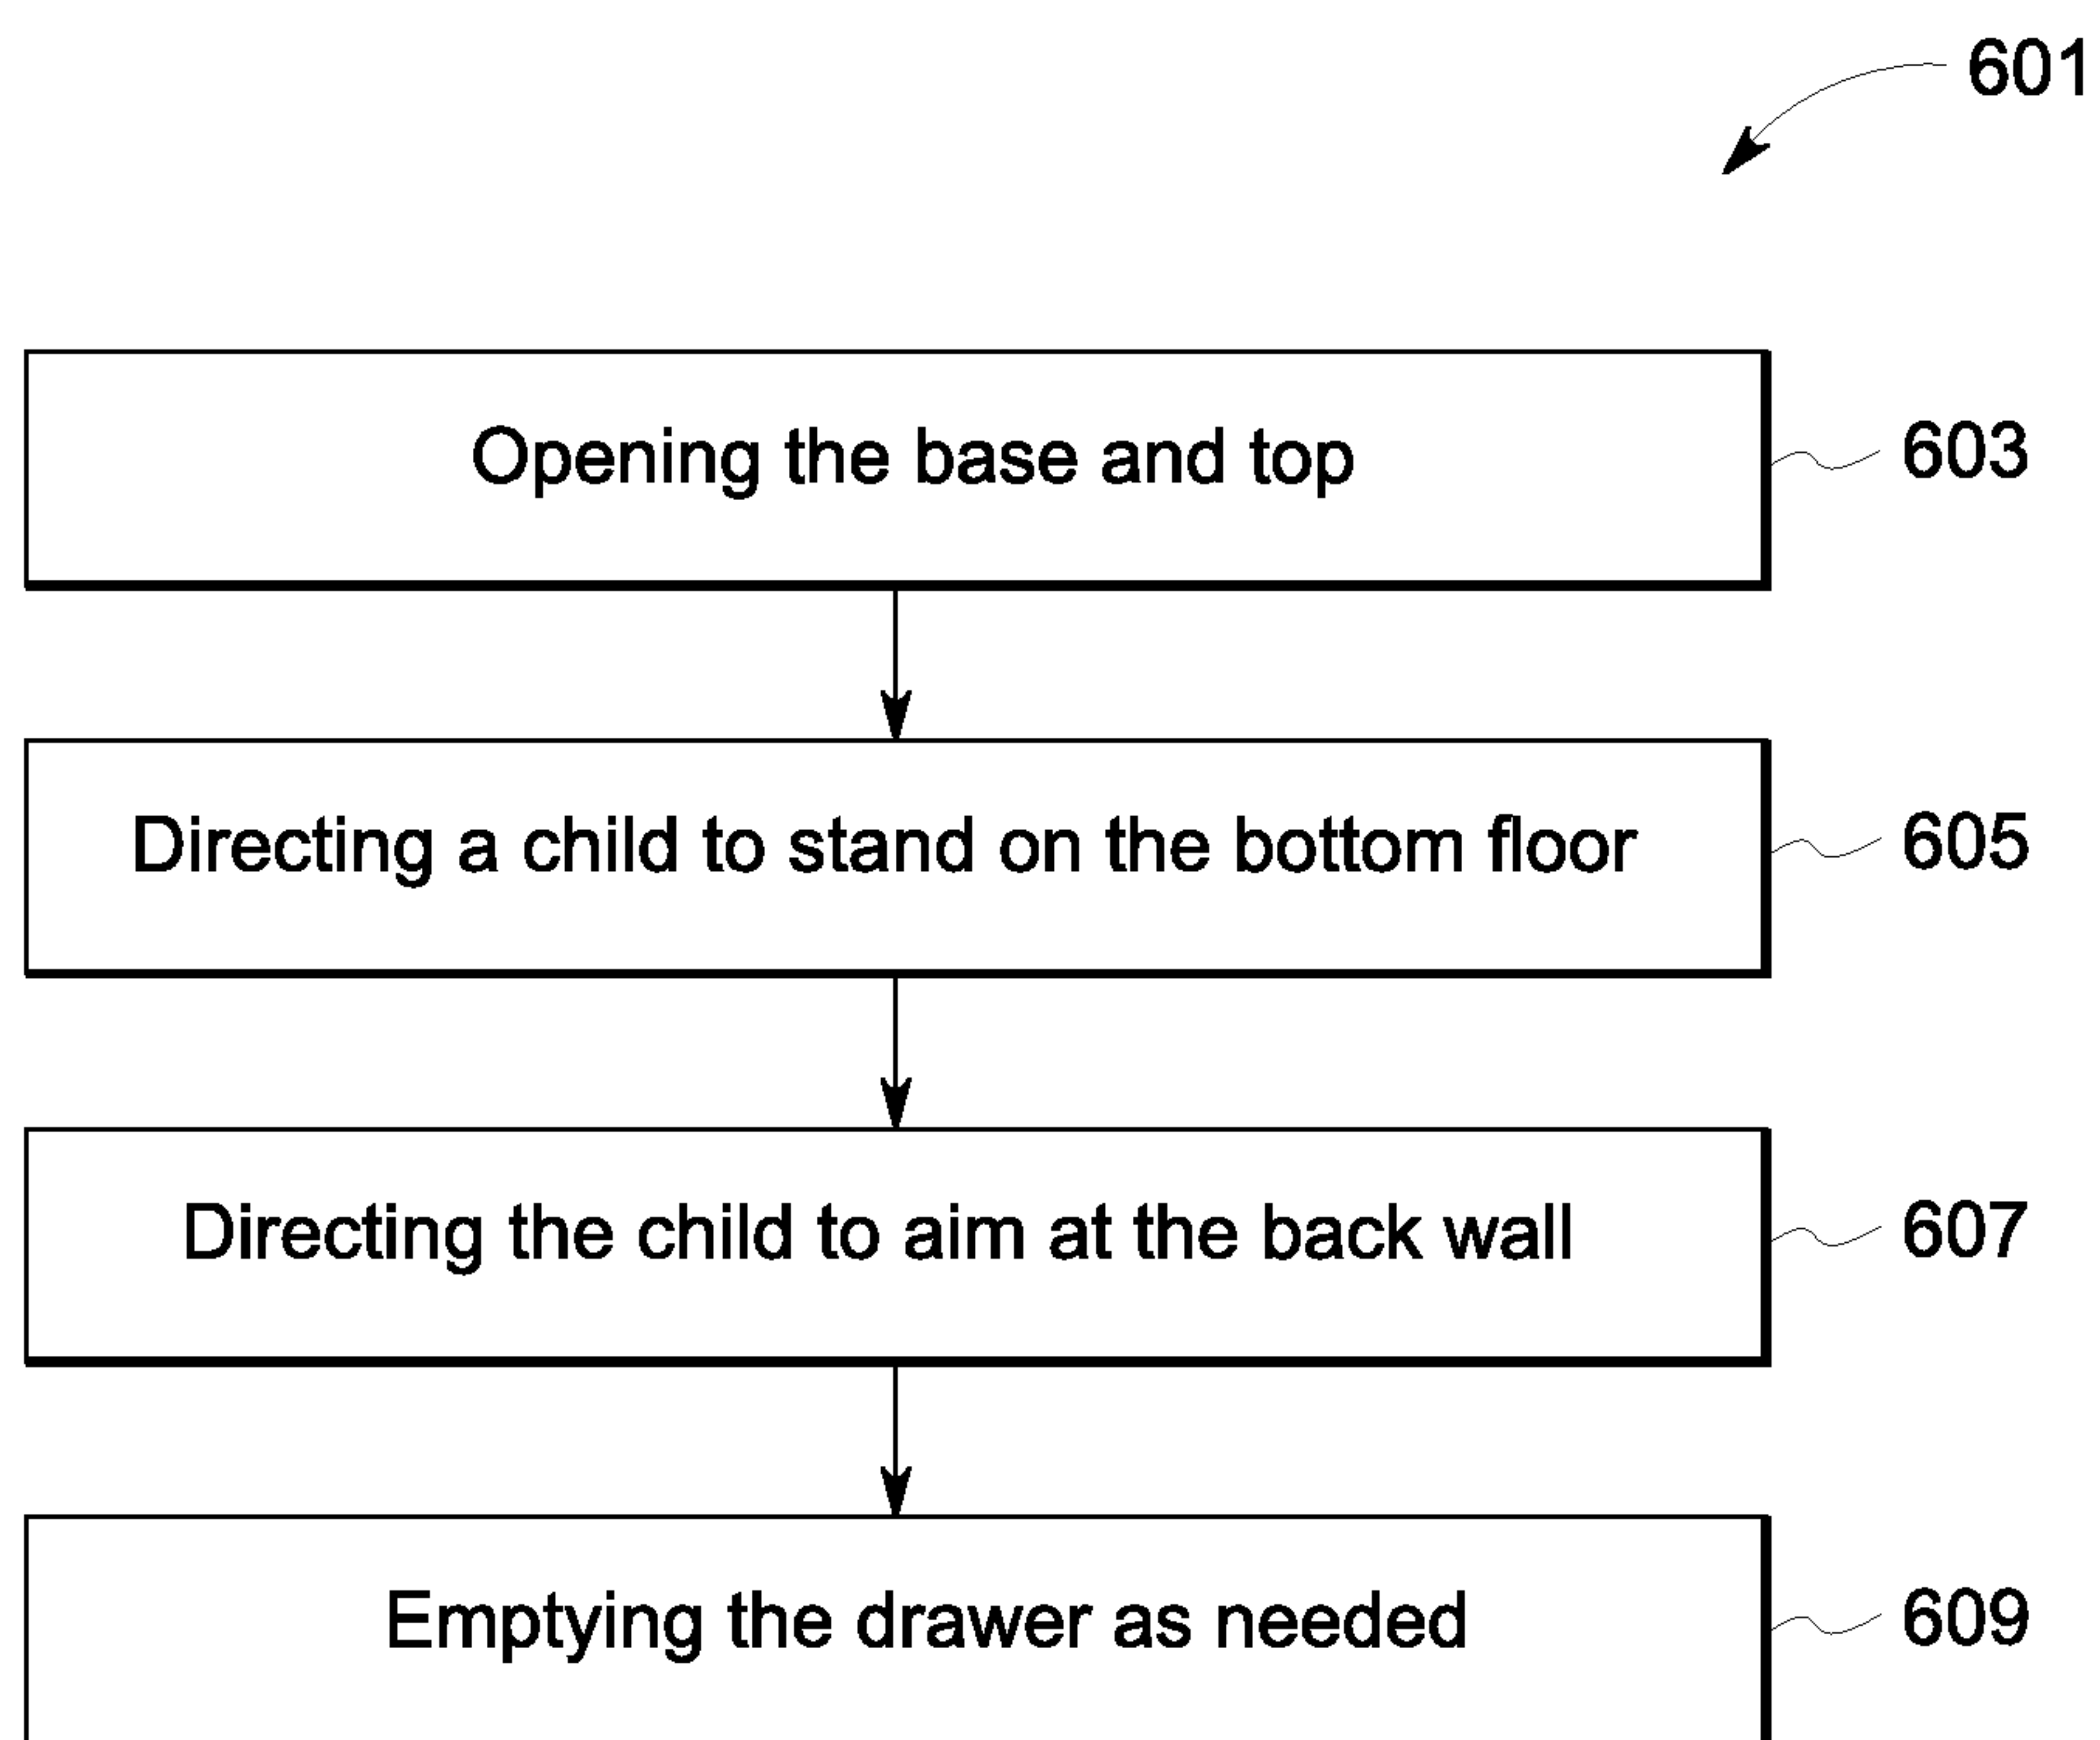 601
Opening the base and top
603
Directing a child to stand on the bottom floor
605
Directing the child to aim at the back wall
607
Emptying the drawer as needed
609